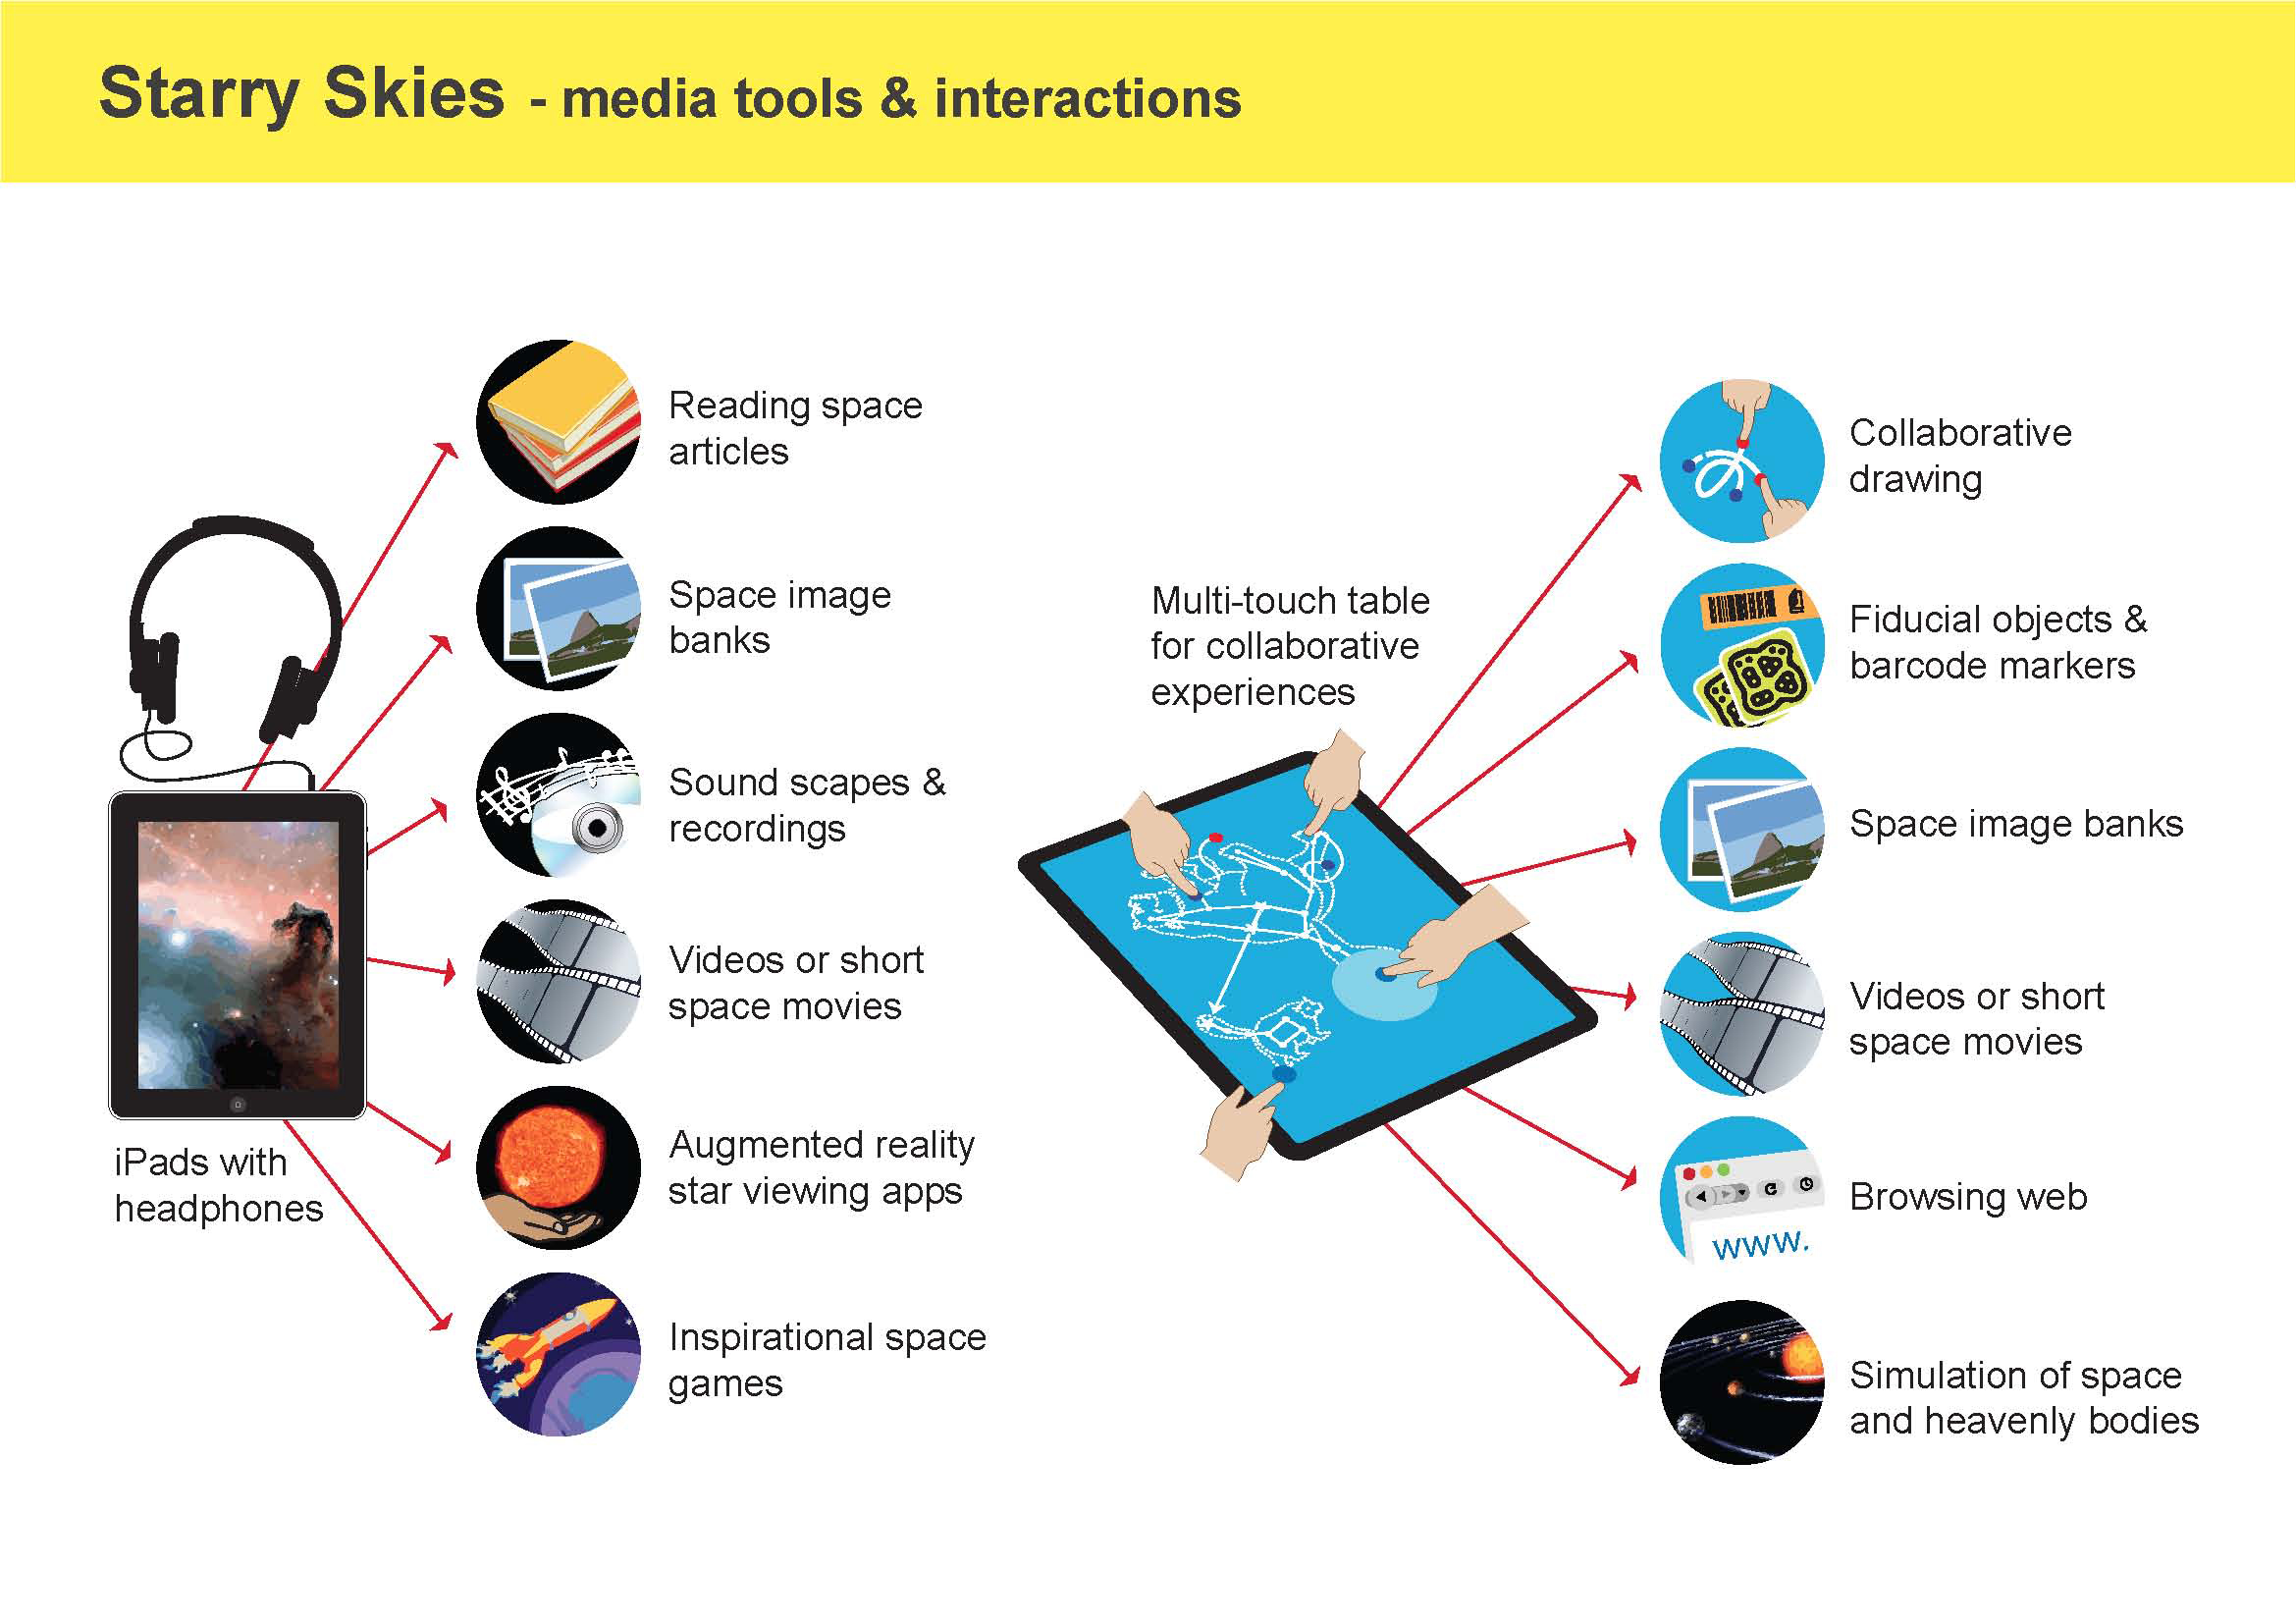 Starry Skies - media tools & interactions
Reading space
articles
Space image
banks
Sound scapes &
recordings
Videos or short
space movies
Augmented reality
star viewing apps
Inspirational space
games
iPads with
headphones
Multi-touch table
for collaborative
experiences
Collaborative
drawing
Fiducial objects &
barcode markers
Space image banks
Videos or short
space movies
Browsing web
www.
Simulation of space
and heavenly bodies